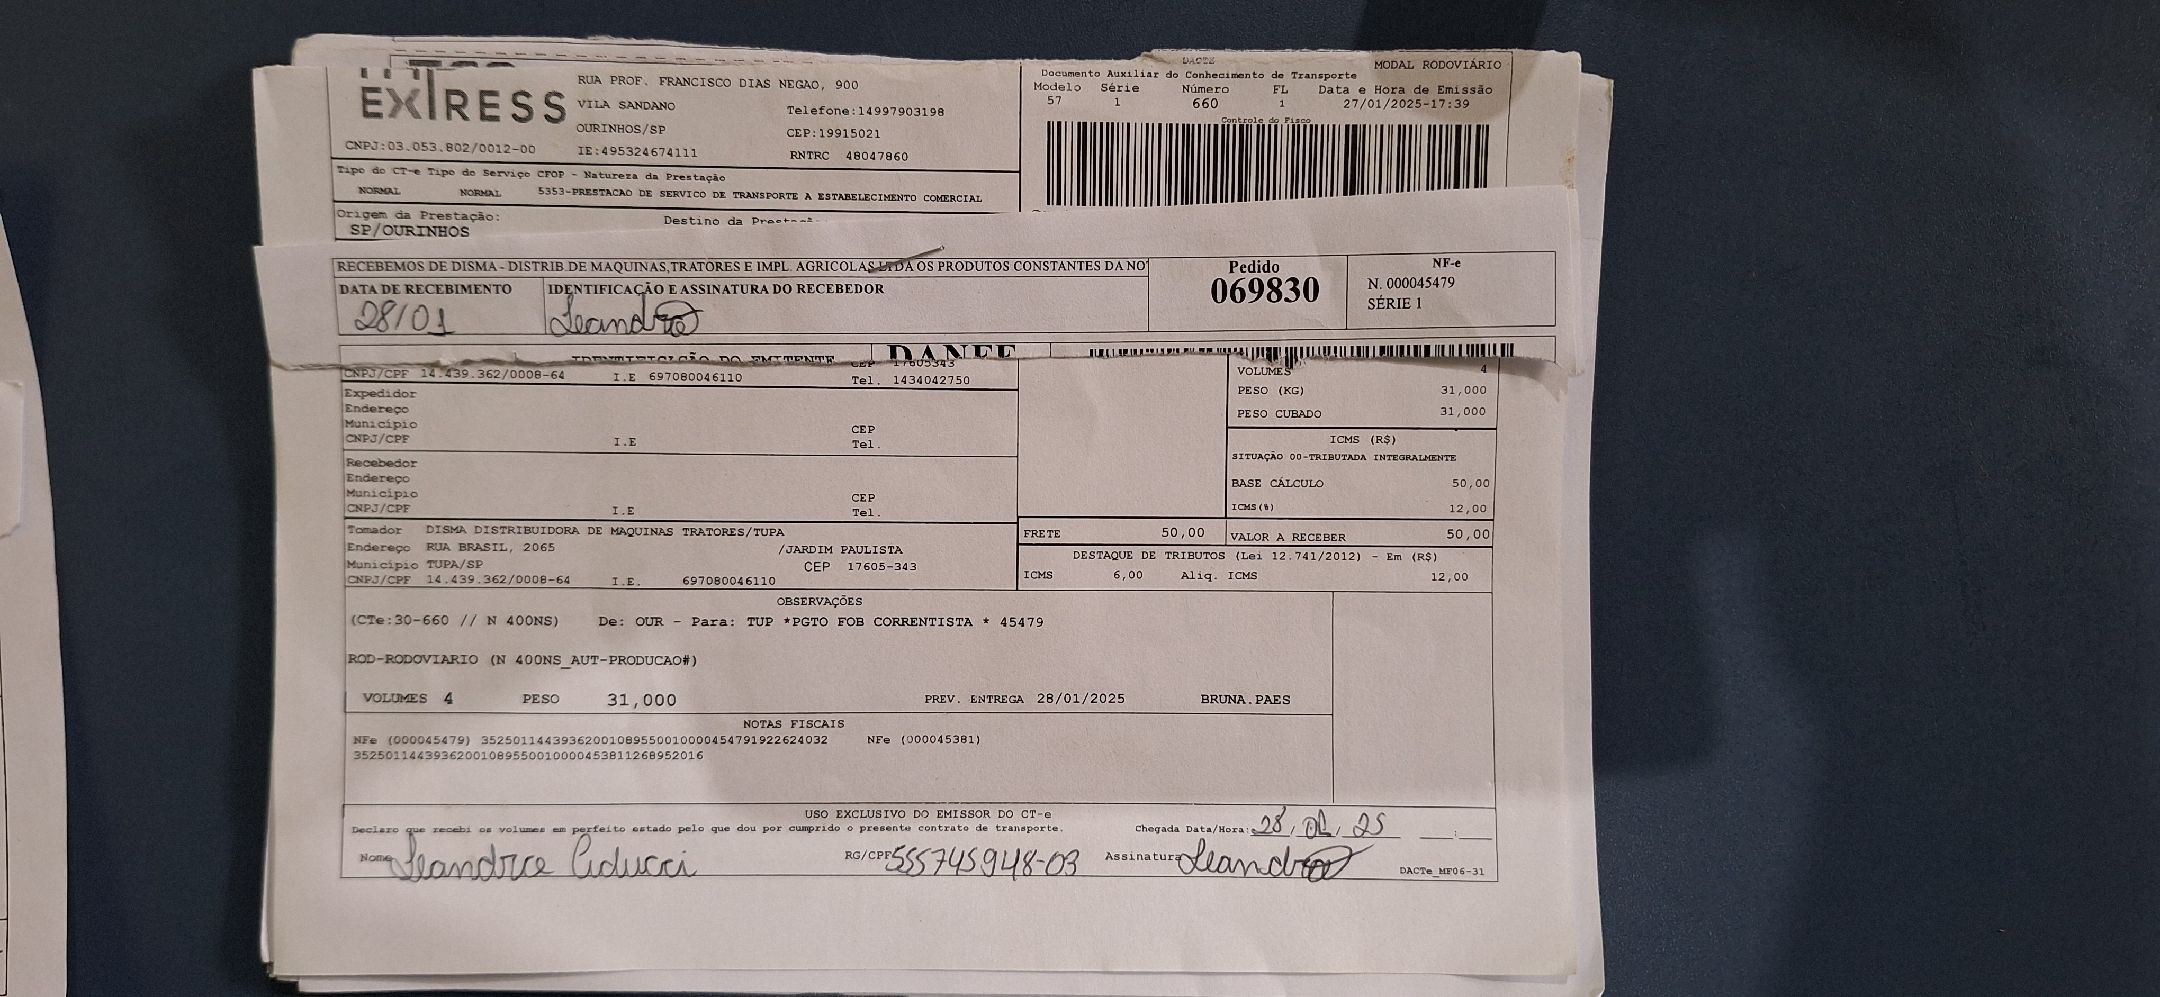 EXTRESS
RUA PROF. FRANCISCO DIAS NEGAO, 900
VILA SANDANO
Telefone:14997903198
OURINHOS/SP
CEP:19915021
CNPJ:03.053.802/0012-00
IE:495324674111
RNTRC 48047860
DACTE
MODAL RODOVIÁRIO
Documento Auxiliar do Conhecimento de Transporte
Modelo Série Número FL Data e Hora de Emissão
57 1 660 1 27/01/2025-17:39
Controle do Fisco
Tipo do CT-e Tipo do Serviço CFOP - Natureza da Prestação
NORMAL NORMAL 5353-PRESTACAO DE SERVICO DE TRANSPORTE A ESTABELECIMENTO COMERCIAL
Origem da Prestação: Destino da
SP/OURINHOS
RECEBEMOS DE DISMA - DISTRIB.DE MAQUINAS,TRATORES E IMPL. AGRICOLAS LTDA OS PRODUTOS CONSTANTES DA
DATA DE RECEBIMENTO
28/01
IDENTIFICAÇÃO E ASSINATURA DO RECEBEDOR
Leandro
Pedido
069830
NF-e
N. 000045479
SÉRIE 1
IDENTIFICAÇÃO DO EMITENTE DANFE
CEP 17605343
CNPJ/CPF 14.439.362/0008-64 I.E 697080046110 Tel. 1434042750
Expedidor
Endereço
Município CEP
CNPJ/CPF I.E Tel.
Recebedor
Endereço
Município CEP
CNPJ/CPF I.E Tel.
Tomador DISMA DISTRIBUIDORA DE MAQUINAS TRATORES/TUPA
Endereço RUA BRASIL, 2065 /JARDIM PAULISTA
Município TUPA/SP CEP 17605-343
CNPJ/CPF 14.439.362/0008-64 I.E. 697080046110
VOLUMES 4
PESO (KG) 31,000
PESO CUBADO 31,000
ICMS (R$)
SITUAÇÃO 00-TRIBUTADA INTEGRALMENTE
BASE CÁLCULO 50,00
ICMS(%) 12,00
FRETE 50,00 VALOR A RECEBER 50,00
DESTAQUE DE TRIBUTOS (Lei 12.741/2012) - Em (R$)
ICMS 6,00 Aliq. ICMS 12,00
OBSERVAÇÕES
(CTe:30-660 // N 400NS) De: OUR - Para: TUP *PGTO FOB CORRENTISTA * 45479
ROD-RODOVIARIO (N 400NS_AUT-PRODUCAO#)
VOLUMES 4 PESO 31,000 PREV. ENTREGA 28/01/2025 BRUNA.PAES
NOTAS FISCAIS
NFe (000045479) 35250114439362001089550010000454791922624032 NFe (000045381)
35250114439362001089550010000453811268952016
USO EXCLUSIVO DO EMISSOR DO CT-e
Declaro que recebi os volumes em perfeito estado pelo que dou por cumprido o presente contrato de transporte. Chegada Data/Hora: 28, 01, 25 __:__
Nome RG/CPF 555745948-03 Assinatura Leandro DACTe_MF06-31